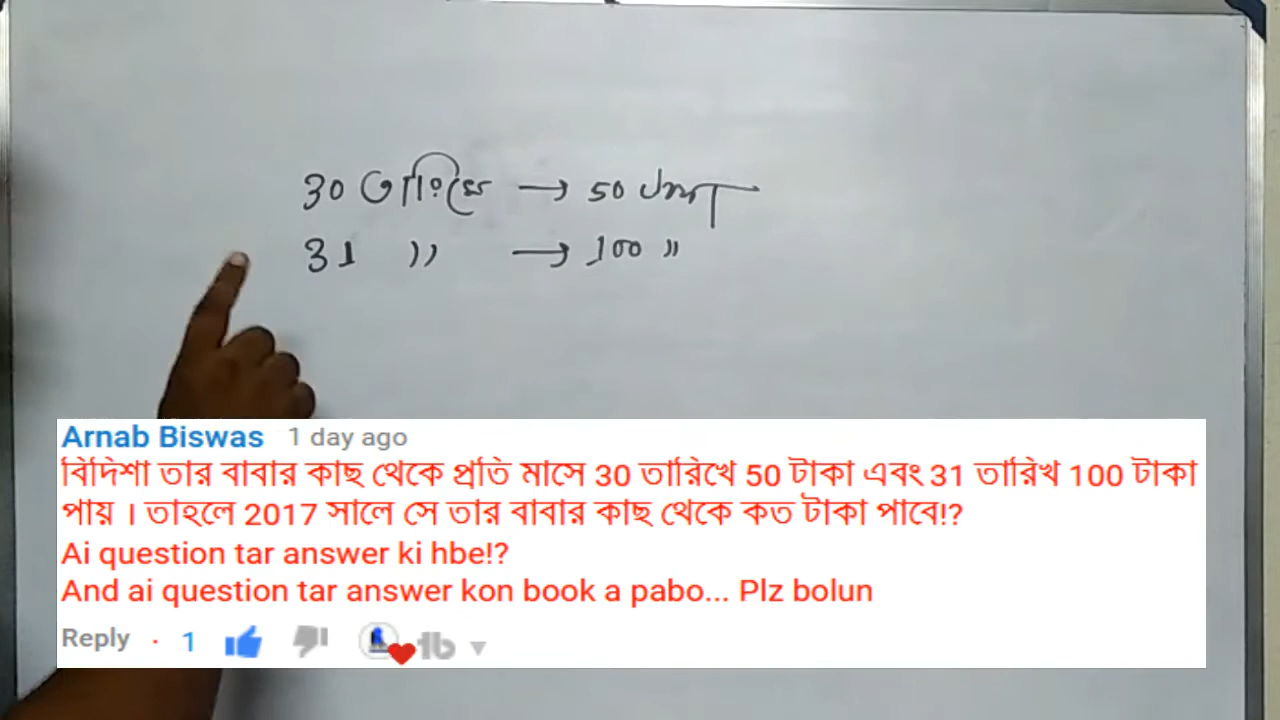 30 তারিখে → 50 টাকা
31 " → 100 "
Arnab Biswas 1 day ago
বিদিশা তার বাবার কাছ থেকে প্রতি মাসে 30 তারিখে 50 টাকা এবং 31 তারিখ 100 টাকা
পায় । তাহলে 2017 সালে সে তার বাবার কাছ থেকে কত টাকা পাবে!?
Ai question tar answer ki hbe!?
And ai question tar answer kon book a pabo... Plz bolun
Reply · 1